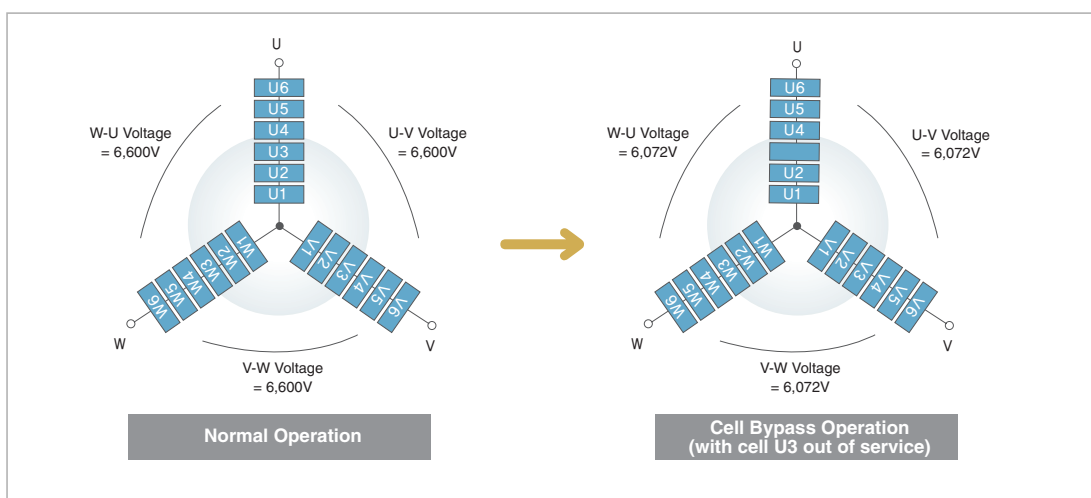 U
U6
U5
U4
U3
U2
U1
W-U Voltage
= 6,600V
U-V Voltage
= 6,600V
W1
W2
W3
W4
W5
W6
V1
V2
V3
V4
V5
V6
W
V
V-W Voltage
= 6,600V
Normal Operation
U
U6
U5
U4
U2
U1
W-U Voltage
= 6,072V
U-V Voltage
= 6,072V
W1
W2
W3
W4
W5
W6
V1
V2
V3
V4
V5
V6
W
V
V-W Voltage
= 6,072V
Cell Bypass Operation
(with cell U3 out of service)